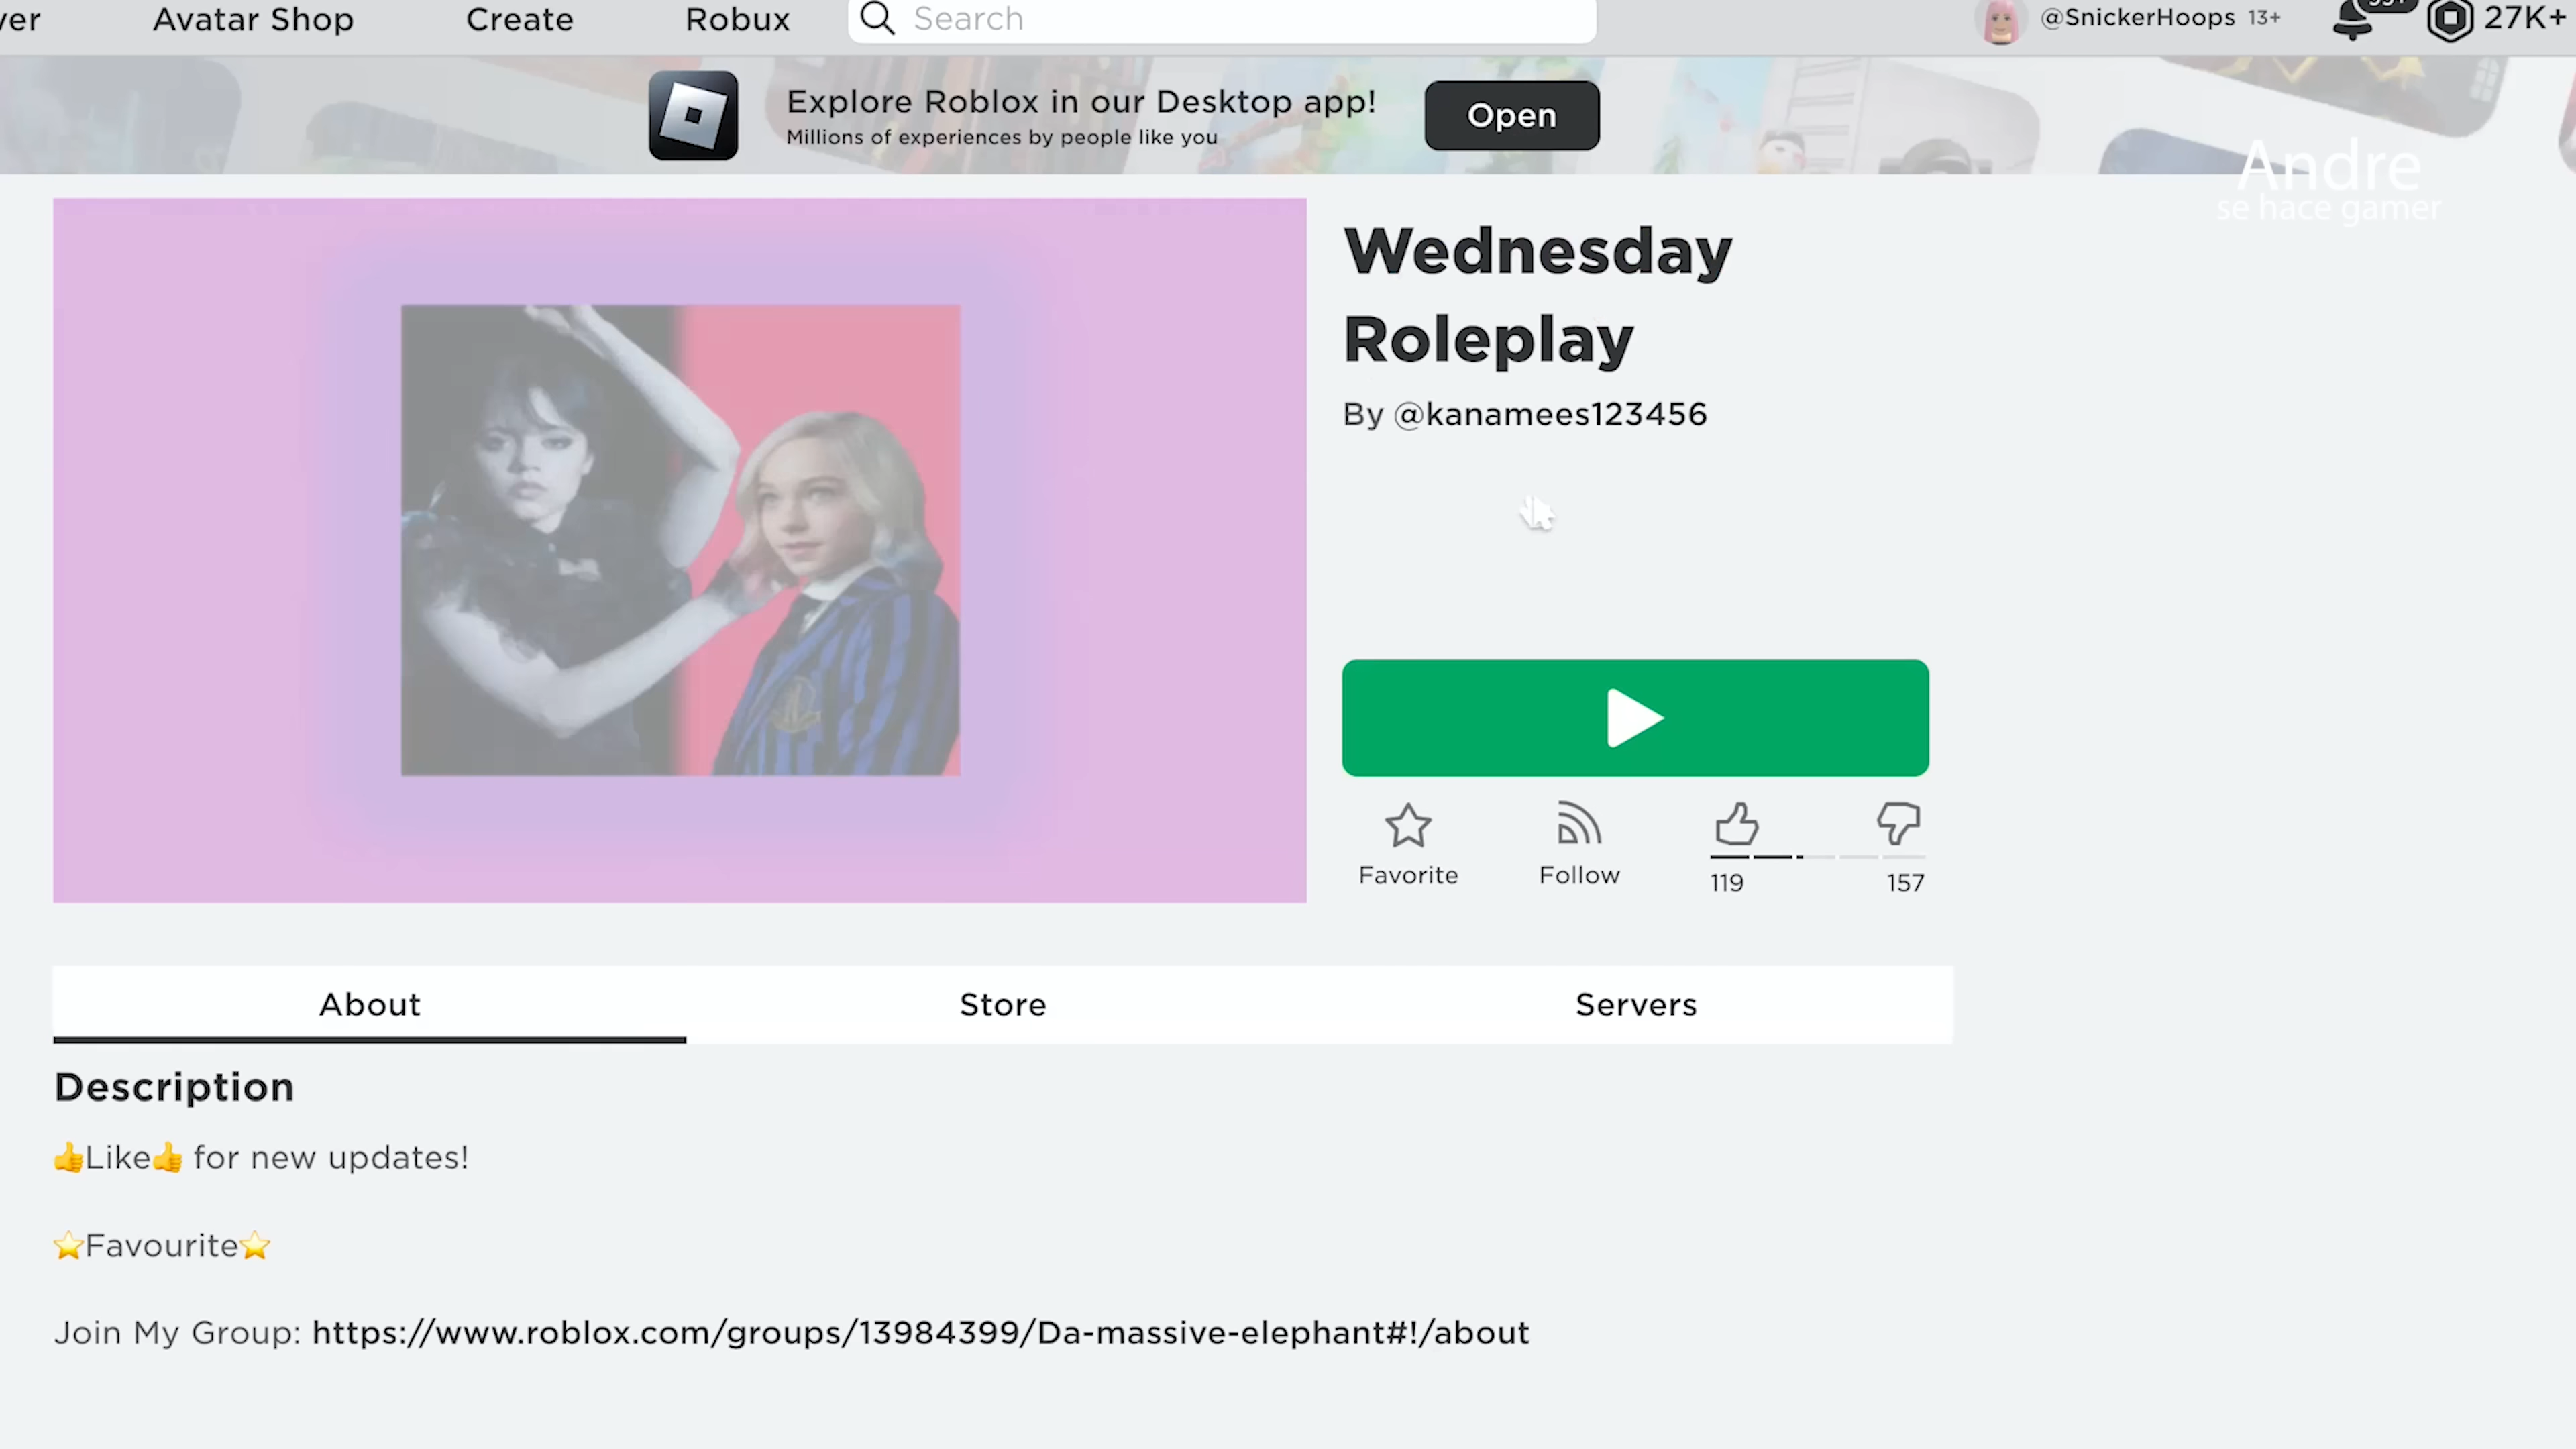 Avatar Shop Create Robux Search @SnickerHoops 13+ 27K+
Explore Roblox in our Desktop app!
Millions of experiences by people like you
Open
Andre
se hace gamer
Wednesday
Roleplay
By @kanamees123456
Favorite Follow 119 157
About Store Servers
Description
👍Like👍 for new updates!
⭐Favourite⭐
Join My Group: https://www.roblox.com/groups/13984399/Da-massive-elephant#!/about